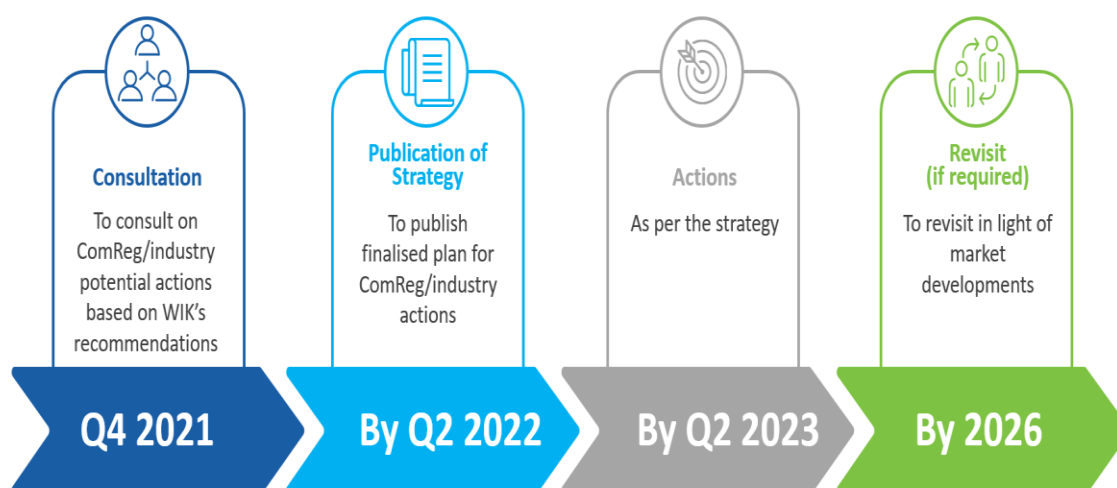 Consultation
To consult on
ComReg/industry
potential actions
based on WIK's
recommendations
Q4 2021
Publication of
Strategy
To publish
finalised plan for
ComReg/industry
actions
By Q2 2022
Actions
As per the strategy
By Q2 2023
Revisit
(if required)
To revisit in light of
market
developments
By 2026